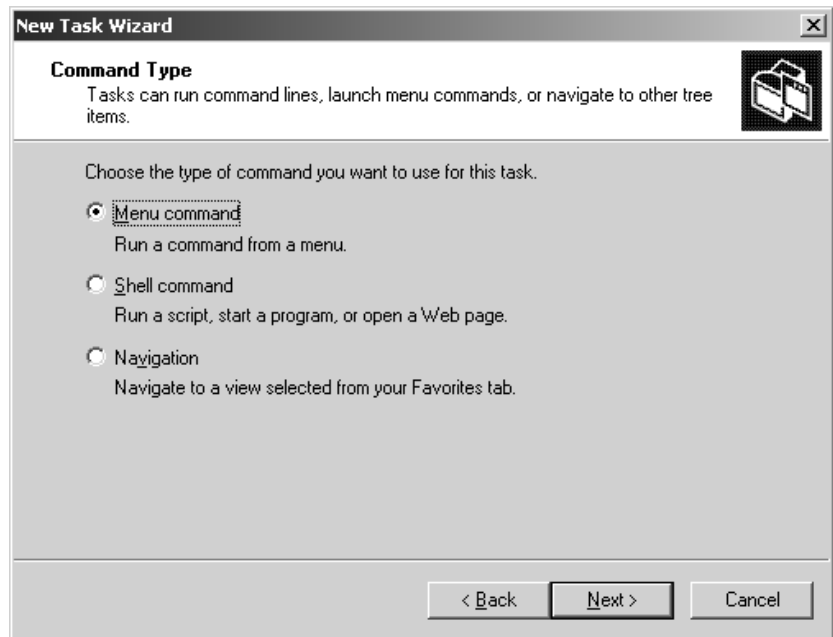 New Task Wizard
Command Type
Tasks can run command lines, launch menu commands, or navigate to other tree
items.
Choose the type of command you want to use for this task.
Menu command
Run a command from a menu.
Shell command
Run a script, start a program, or open a Web page.
Navigation
Navigate to a view selected from your Favorites tab.
< Back Next > Cancel